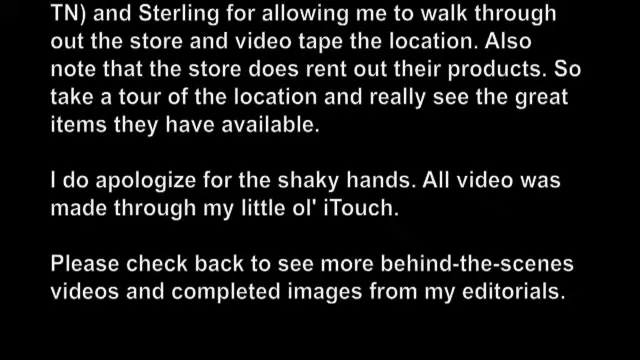 TN) and Sterling for allowing me to walk through
out the store and video tape the location. Also
note that the store does rent out their products. So
take a tour of the location and really see the great
items they have available.
I do apologize for the shaky hands. All video was
made through my little ol' iTouch.
Please check back to see more behind-the-scenes
videos and completed images from my editorials.